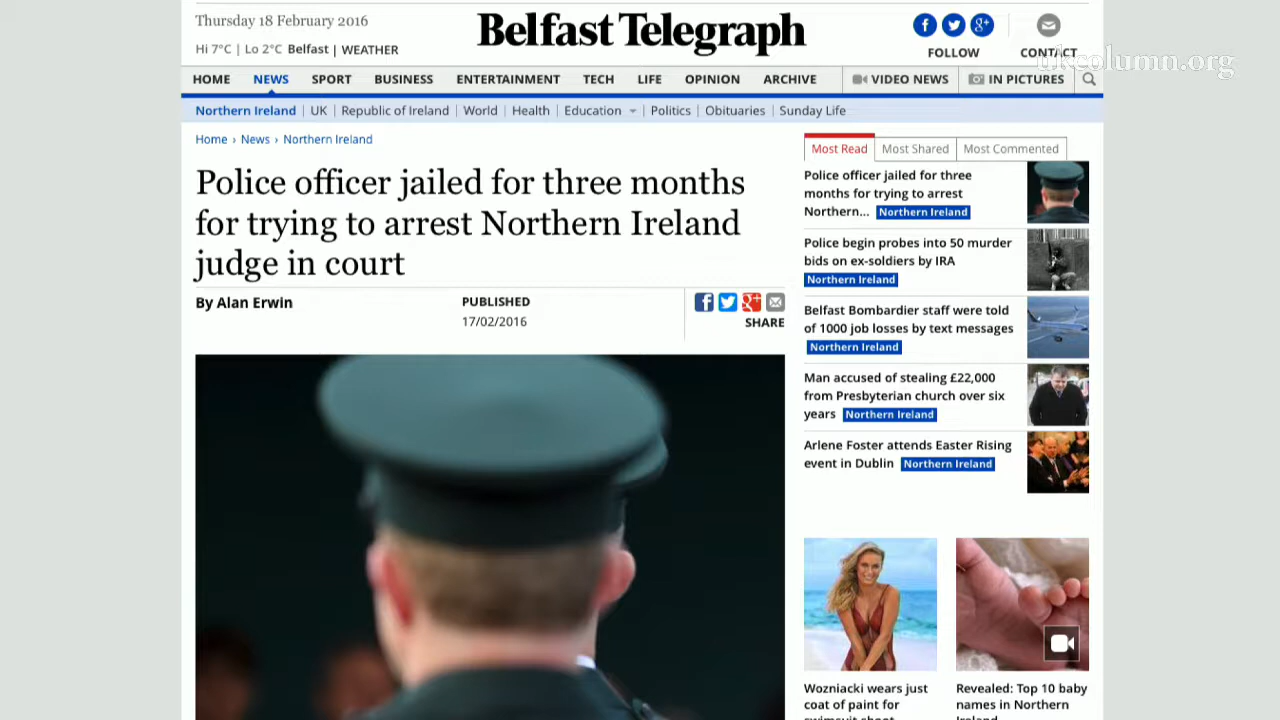 Thursday 18 February 2016
Hi 7°C | Lo 2°C Belfast | WEATHER
Belfast Telegraph
FOLLOW
CONTACT
ukcolumn.org
HOME NEWS SPORT BUSINESS ENTERTAINMENT TECH LIFE OPINION ARCHIVE VIDEO NEWS IN PICTURES
Northern Ireland | UK | Republic of Ireland | World | Health | Education | Politics | Obituaries | Sunday Life
Home › News › Northern Ireland
Police officer jailed for three months
for trying to arrest Northern Ireland
judge in court
By Alan Erwin
PUBLISHED
17/02/2016
SHARE
Most Read Most Shared Most Commented
Police officer jailed for three
months for trying to arrest
Northern... Northern Ireland
Police begin probes into 50 murder
bids on ex-soldiers by IRA
Northern Ireland
Belfast Bombardier staff were told
of 1000 job losses by text messages
Northern Ireland
Man accused of stealing £22,000
from Presbyterian church over six
years Northern Ireland
Arlene Foster attends Easter Rising
event in Dublin Northern Ireland
Wozniacki wears just
coat of paint for
swimsuit shoot
Revealed: Top 10 baby
names in Northern
Ireland